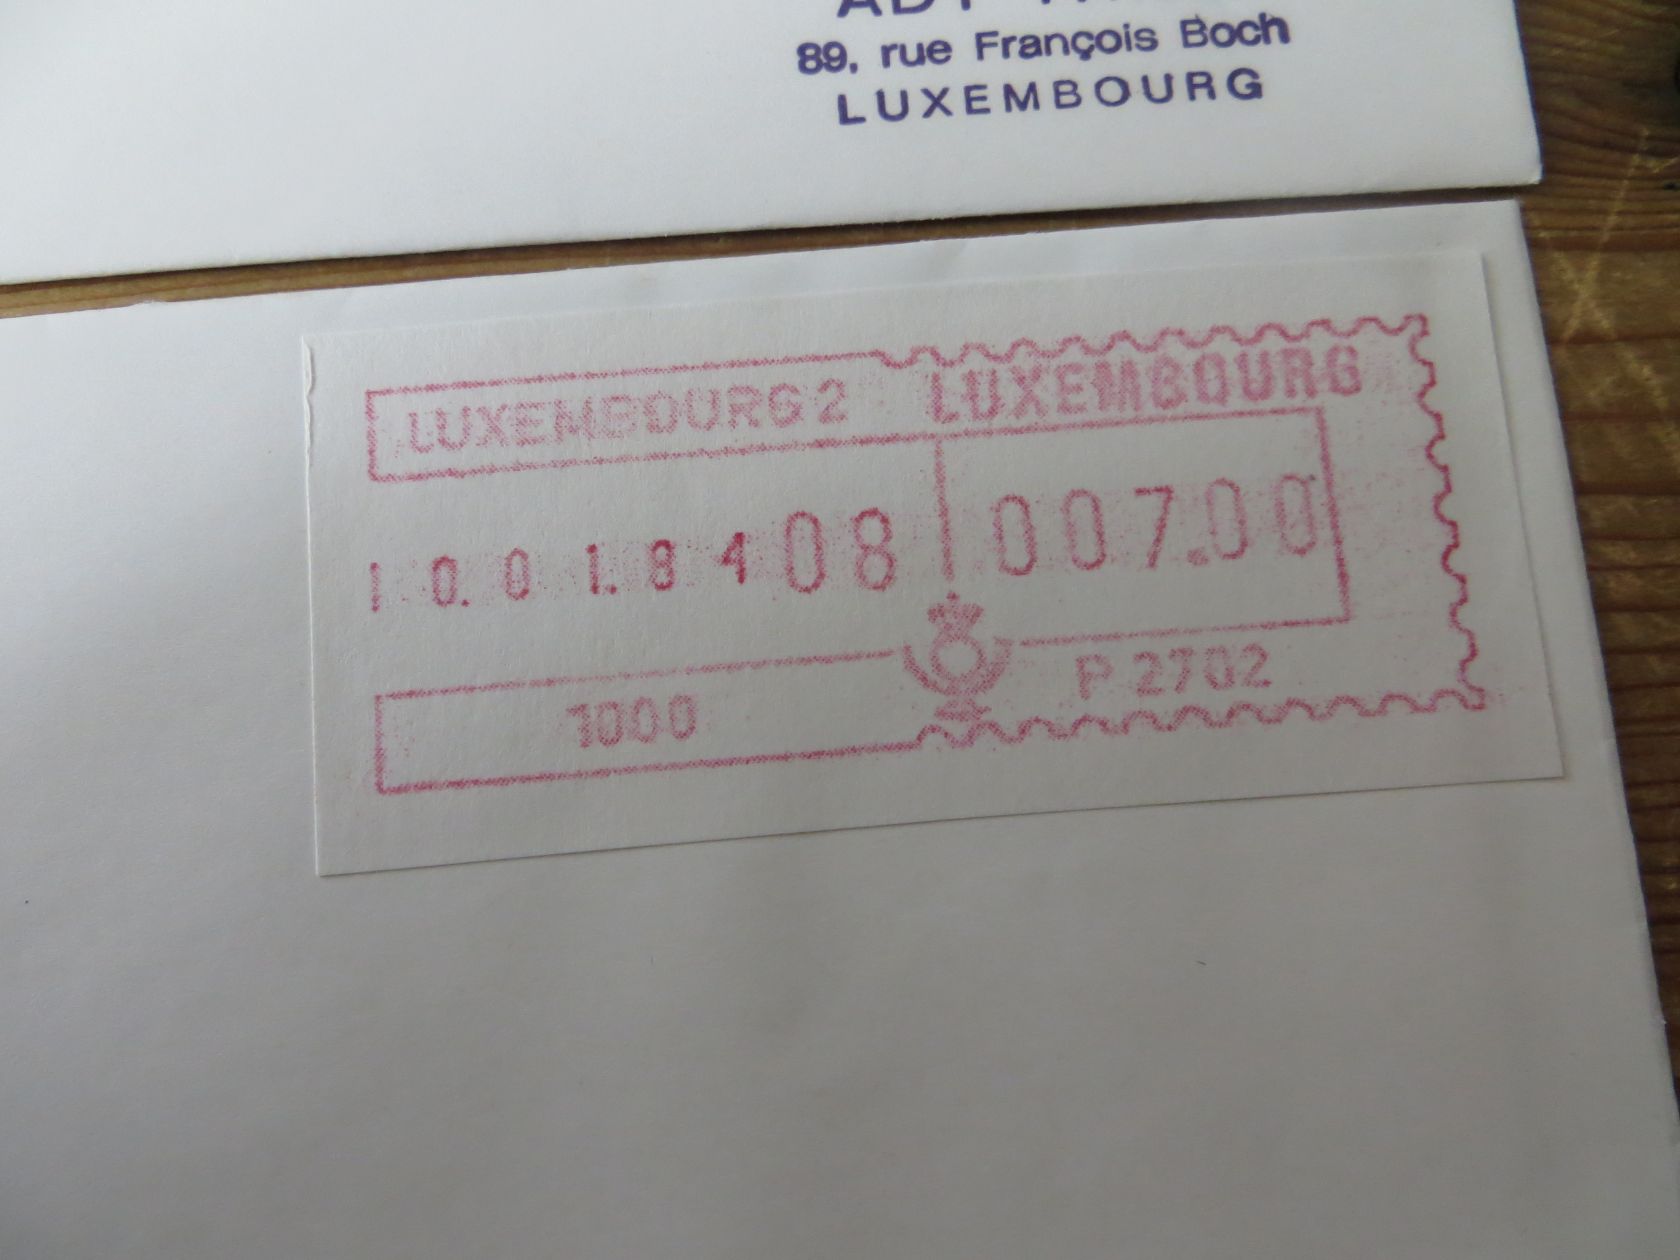 89, rue François Boch
LUXEMBOURG
LUXEMBOURG 2 LUXEMBOURG
10.01.84 08 007.00
1000 P 2702